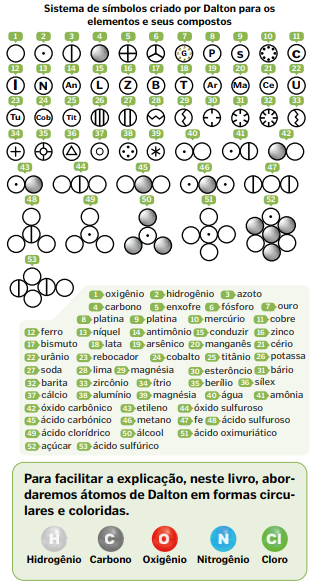 Sistema de símbolos criado por Dalton para os
elementos e seus compostos
1 2 3 4 5 6 7 8 9 10 11
G P S C
12 13 14 15 16 17 18 19 20 21 22
I N An L Z B T Ar Ma Ce U
23 24 25 26 27 28 29 30 31 32 33
Tu Cob Tit
34 35 36 37 38 39 40 41 42
43 44 45 46 47
48 49 50 51 52
53
1 oxigênio 2 hidrogênio 3 azoto
4 carbono 5 enxofre 6 fósforo 7 ouro
8 platina 9 platina 10 mercúrio 11 cobre
12 ferro 13 níquel 14 antimônio 15 conduzir 16 zinco
17 bismuto 18 lata 19 arsênico 20 manganês 21 cério
22 urânio 23 rebocador 24 cobalto 25 titânio 26 potassa
27 soda 28 lima 29 magnésia 30 esterôncio 31 bário
32 barita 33 zircônio 34 ítrio 35 berílio 36 sílex
37 cálcio 38 alumínio 39 magnésia 40 água 41 amônia
42 óxido carbônico 43 etileno 44 óxido sulfuroso
45 ácido carbônico 46 metano 47 fe 48 ácido sulfuroso
49 ácido clorídrico 50 álcool 51 ácido oximuriático
52 açúcar 53 ácido sulfúrico
Para facilitar a explicação, neste livro, abor-
daremos átomos de Dalton em formas circu-
lares e coloridas.
H C O N Cl
Hidrogênio Carbono Oxigênio Nitrogênio Cloro